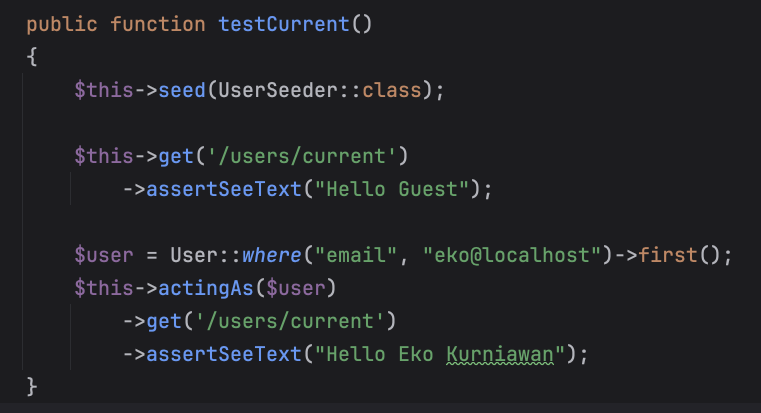 public function testCurrent()
{
    $this->seed(UserSeeder::class);

    $this->get('/users/current')
        ->assertSeeText("Hello Guest");

    $user = User::where("email", "eko@localhost")->first();
    $this->actingAs($user)
        ->get('/users/current')
        ->assertSeeText("Hello Eko Kurniawan");
}